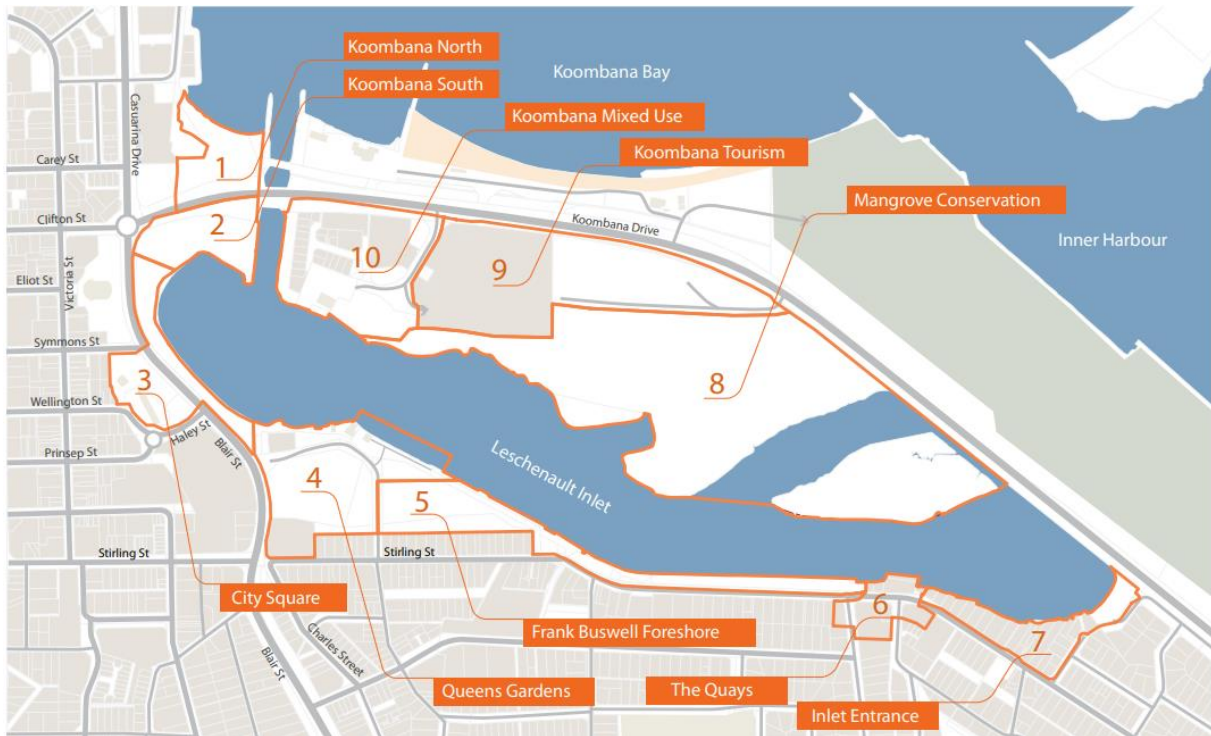 Koombana North
Koombana South
Koombana Bay
Koombana Mixed Use
Koombana Tourism
Mangrove Conservation
Inner Harbour
Casuarina Drive
Carey St
1
Clifton St
2
Koombana Drive
10
9
Victoria St
Eliot St
Symmons St
3
8
Wellington St
Haley St
Blair St
Prinsep St
Leschenault Inlet
4
5
Stirling St
Stirling St
City Square
6
7
Frank Buswell Foreshore
Charles Street
Blair St
Queens Gardens
The Quays
Inlet Entrance